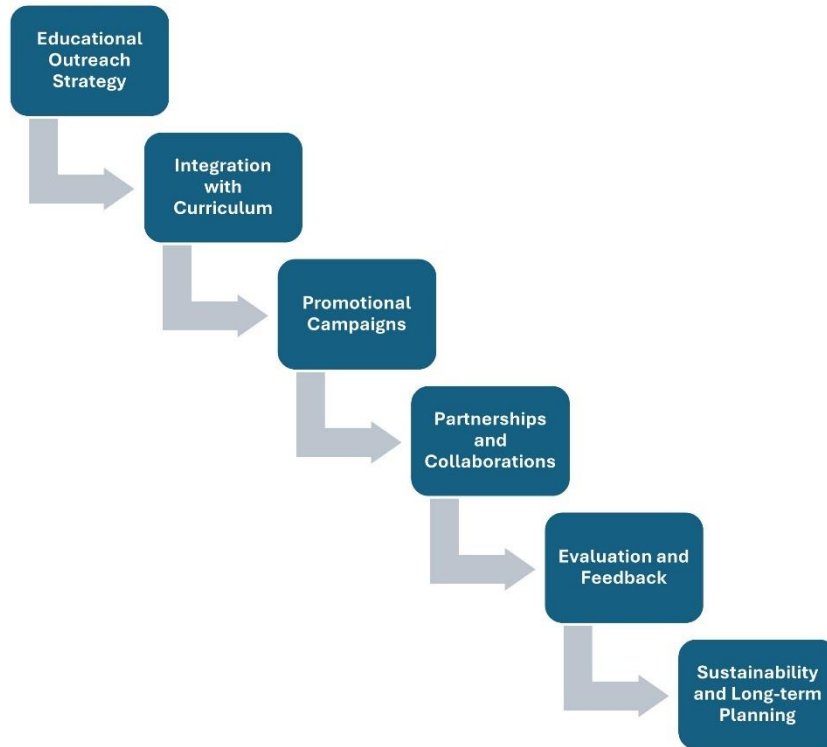 Educational
Outreach
Strategy
Integration
with
Curriculum
Promotional
Campaigns
Partnerships
and
Collaborations
Evaluation and
Feedback
Sustainability
and Long-term
Planning